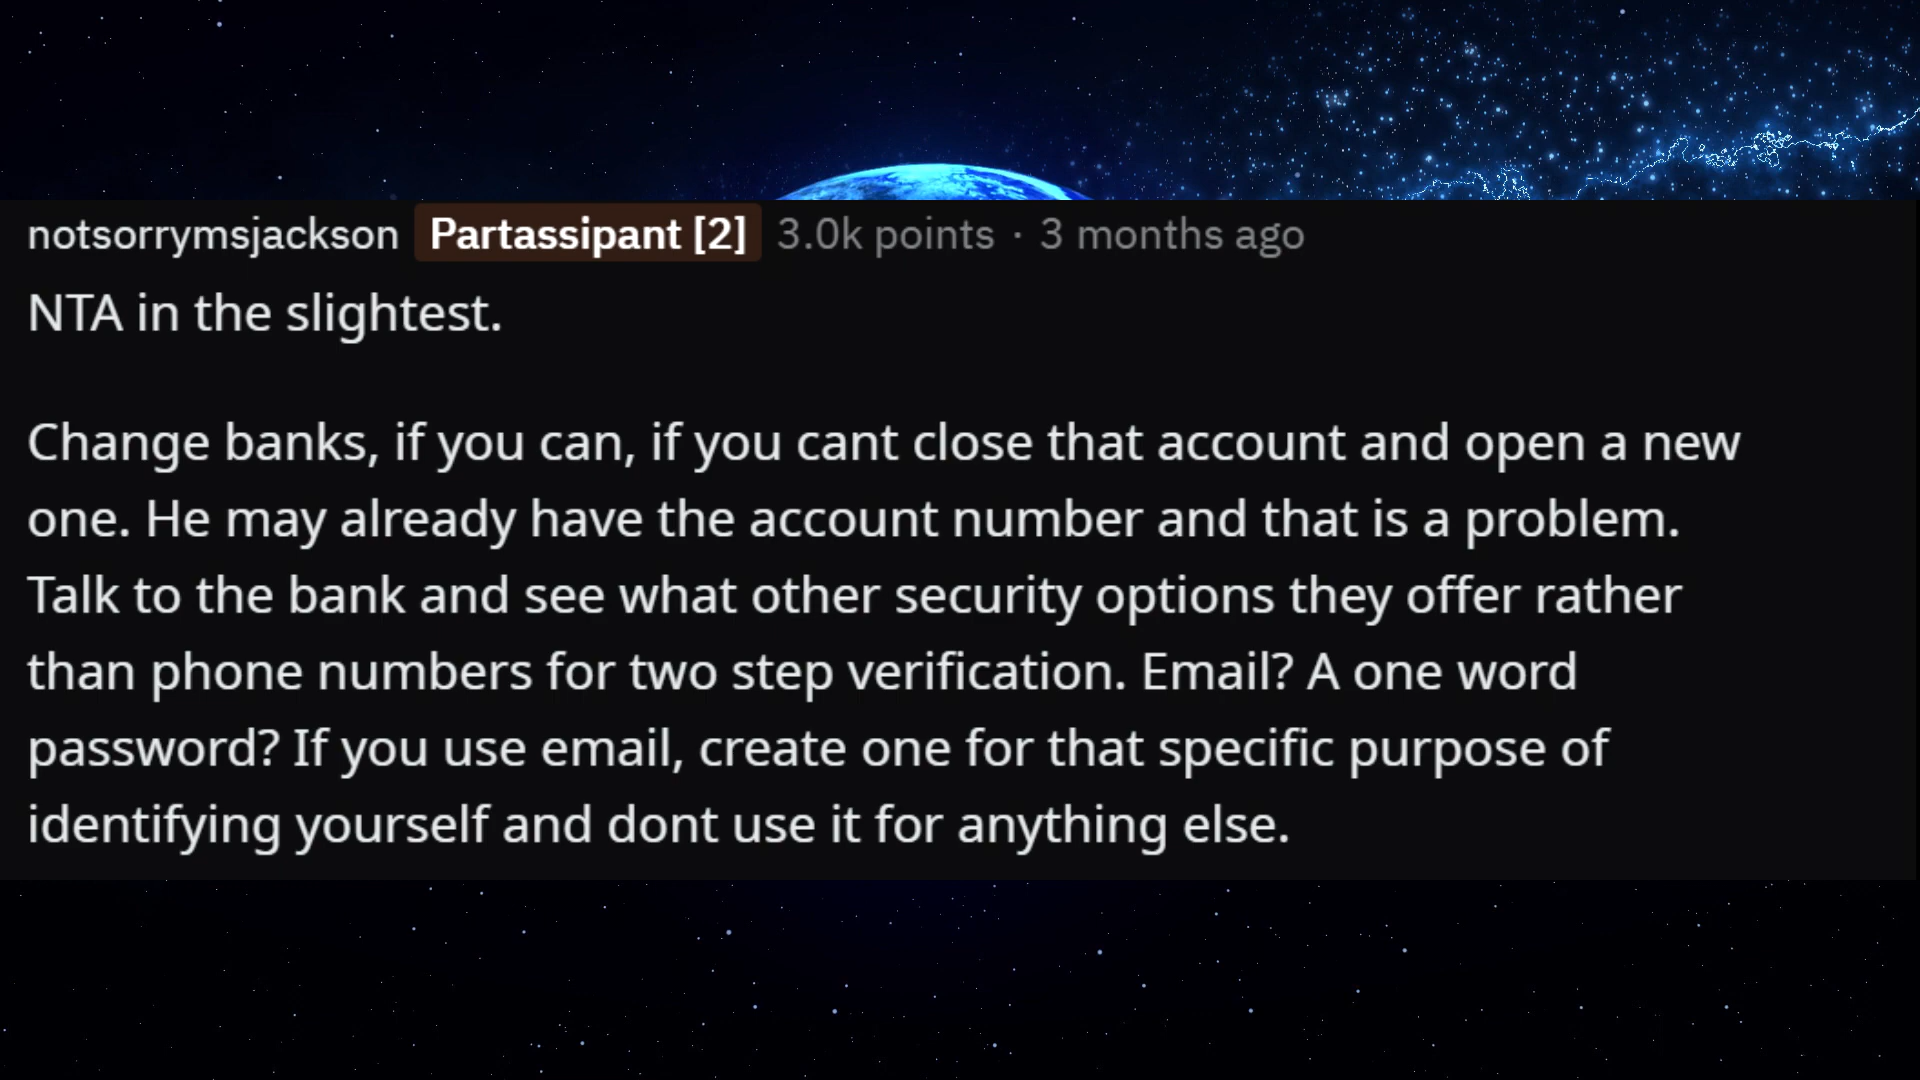 notsorrymsjackson Partassipant [2] 3.0k points · 3 months ago
NTA in the slightest.
Change banks, if you can, if you cant close that account and open a new
one. He may already have the account number and that is a problem.
Talk to the bank and see what other security options they offer rather
than phone numbers for two step verification. Email? A one word
password? If you use email, create one for that specific purpose of
identifying yourself and dont use it for anything else.